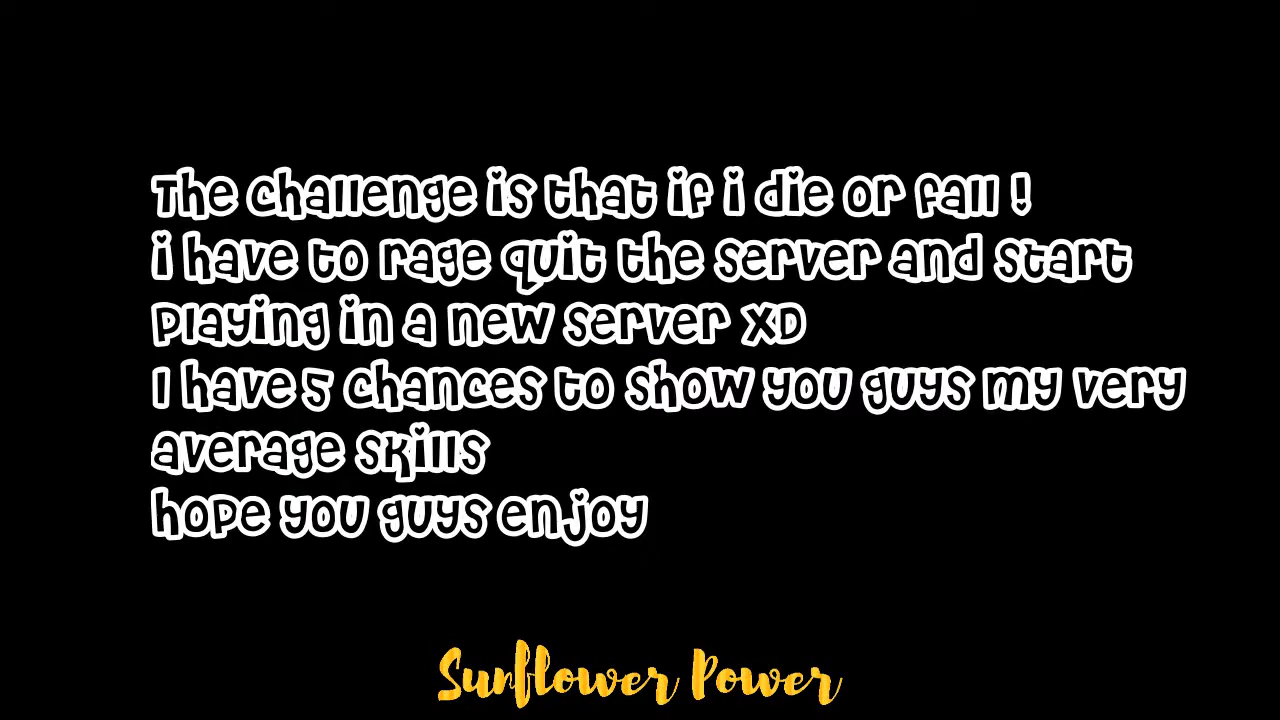 The challenge is that if i die or fall !
i have to rage quit the server and start
playing in a new server XD
I have 5 chances to show you guys my very
average skills
hope you guys enjoy
Sunflower Power